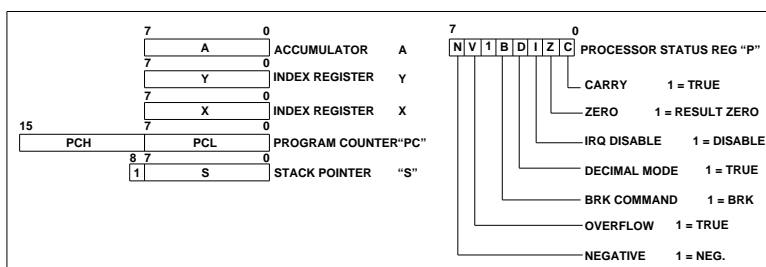 7 0
A ACCUMULATOR A
7 0
Y INDEX REGISTER Y
7 0
X INDEX REGISTER X
15 7 0
PCH PCL PROGRAM COUNTER"PC"
8 7 0
1 S STACK POINTER "S"
7 0
N V 1 B D I Z C PROCESSOR STATUS REG "P"
CARRY 1 = TRUE
ZERO 1 = RESULT ZERO
IRQ DISABLE 1 = DISABLE
DECIMAL MODE 1 = TRUE
BRK COMMAND 1 = BRK
OVERFLOW 1 = TRUE
NEGATIVE 1 = NEG.